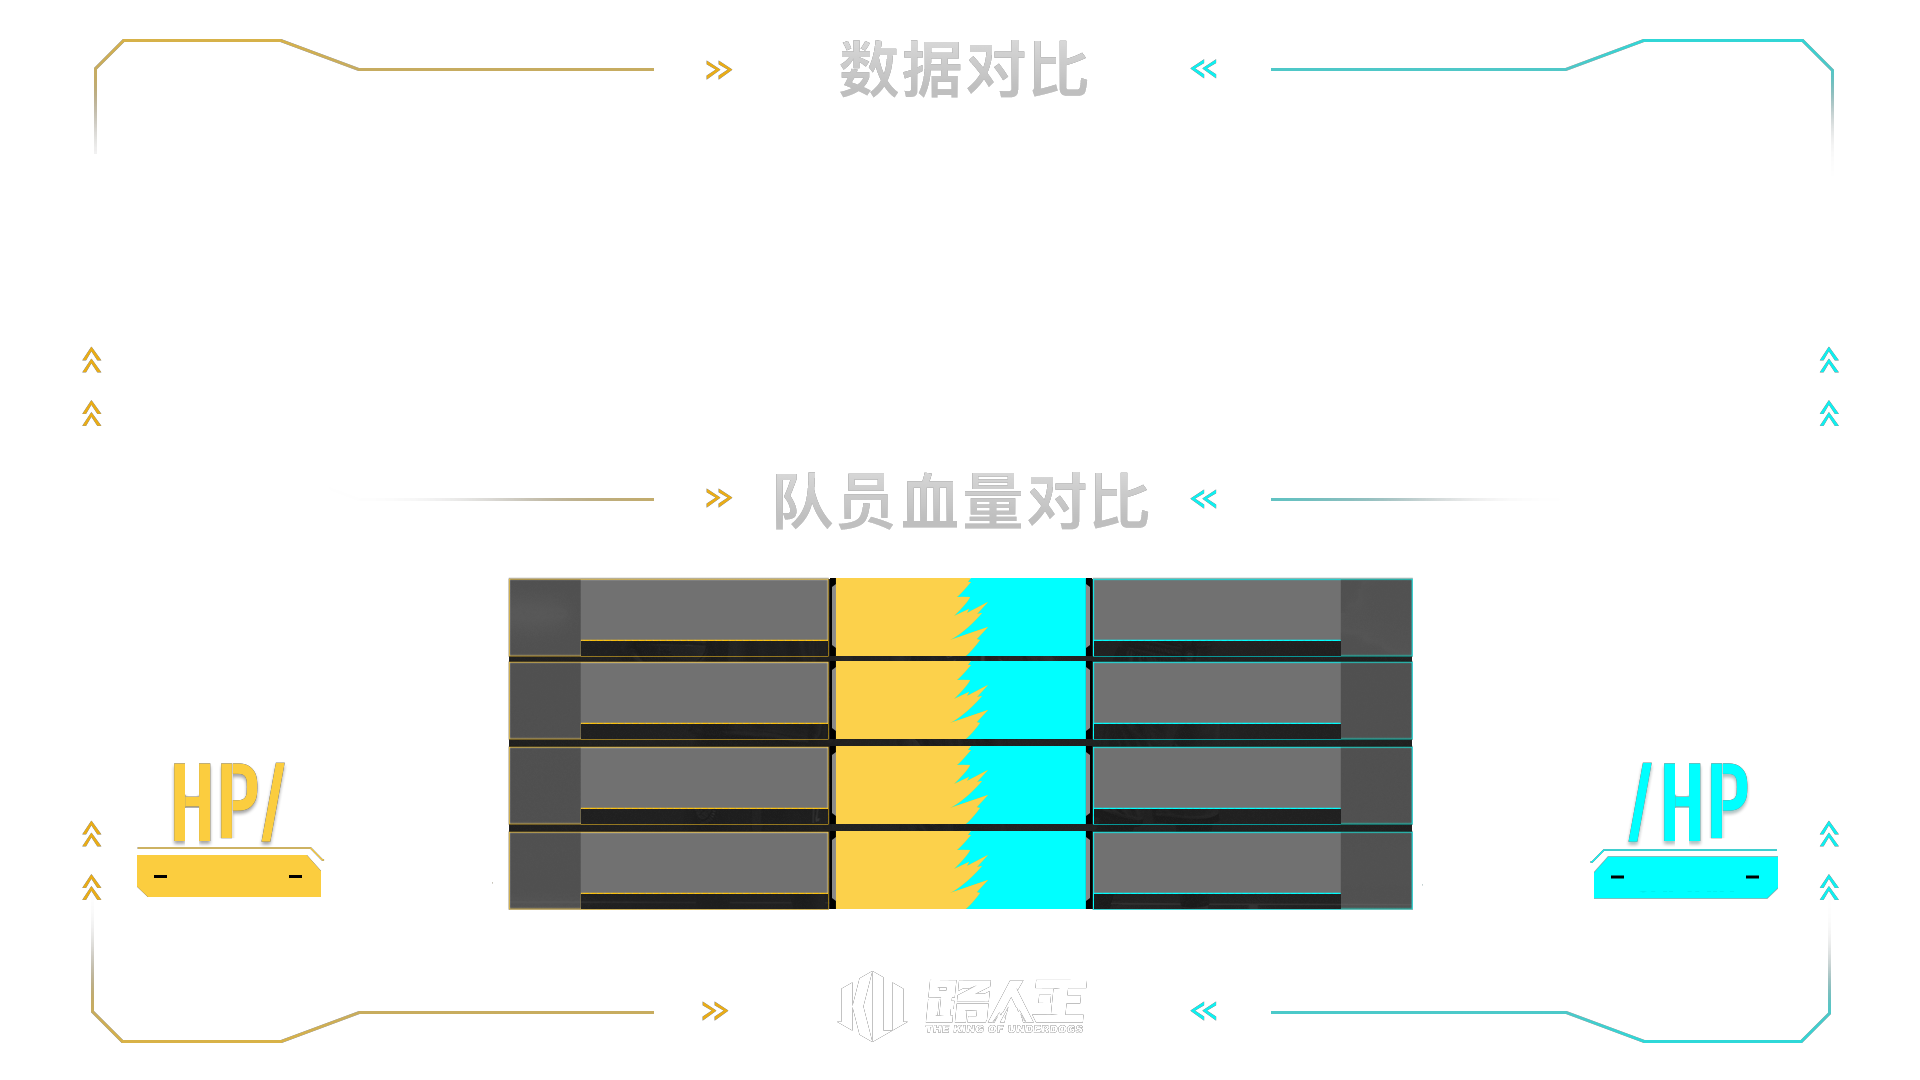 数据对比
队员血量对比
HP/
/HP
路人王
THE KING OF UNDERDOGS